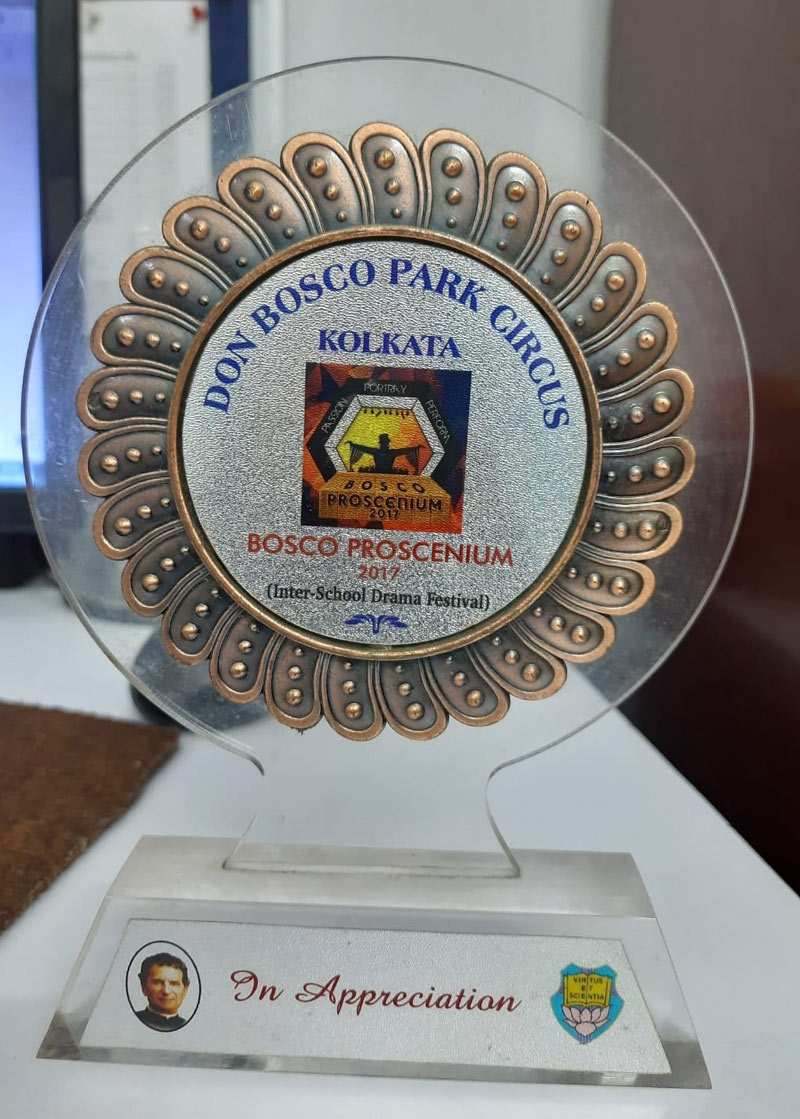 DON BOSCO PARK CIRCUS
KOLKATA
PASSION
PORTRAY
PERFORM
BOSCO
PROSCENIUM
2017
BOSCO PROSCENIUM
2017
(Inter-School Drama Festival)
In Appreciation
VIRTUS
ET
SCIENTIA